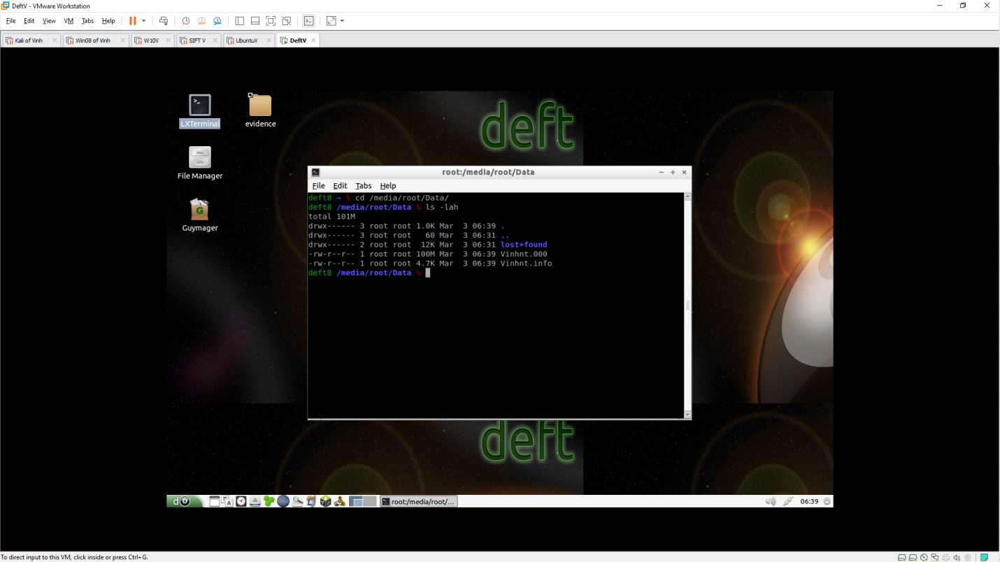 DeftV - VMware Workstation
File Edit View VM Tabs Help
Kali of Vinh Win08 of Vinh W10V SIFT V UbuntuV DeftV
LXTerminal
evidence
File Manager
Guymager
deft
root:/media/root/Data
File Edit Tabs Help
deft8 ~ % cd /media/root/Data/
deft8 /media/root/Data % ls -lah
total 101M
drwx------ 3 root root 1.0K Mar  3 06:39 .
drwx------ 3 root root   60 Mar  3 06:31 ..
drwx------ 2 root root  12K Mar  3 06:31 lost+found
-rw-r--r-- 1 root root 100M Mar  3 06:39 Vinhnt.000
-rw-r--r-- 1 root root 4.7K Mar  3 06:39 Vinhnt.info
deft8 /media/root/Data %
deft
d8 root:/media/root/... 06:39
To direct input to this VM, click inside or press Ctrl+G.